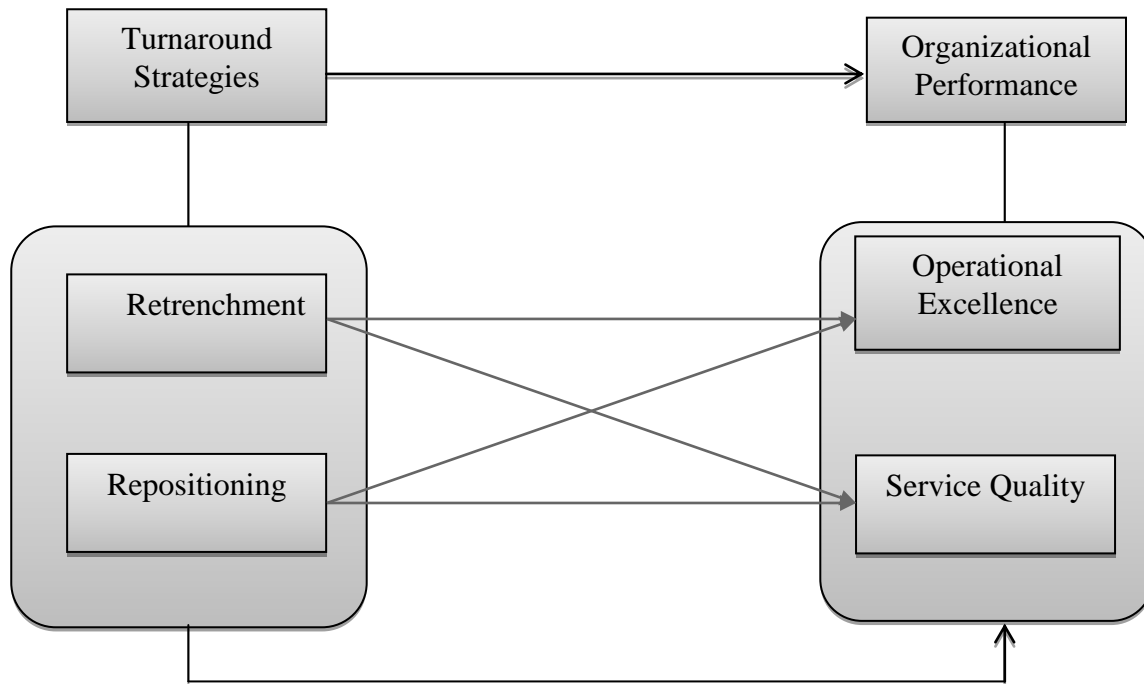 Turnaround
Strategies
Organizational
Performance
Retrenchment
Operational
Excellence
Repositioning
Service Quality